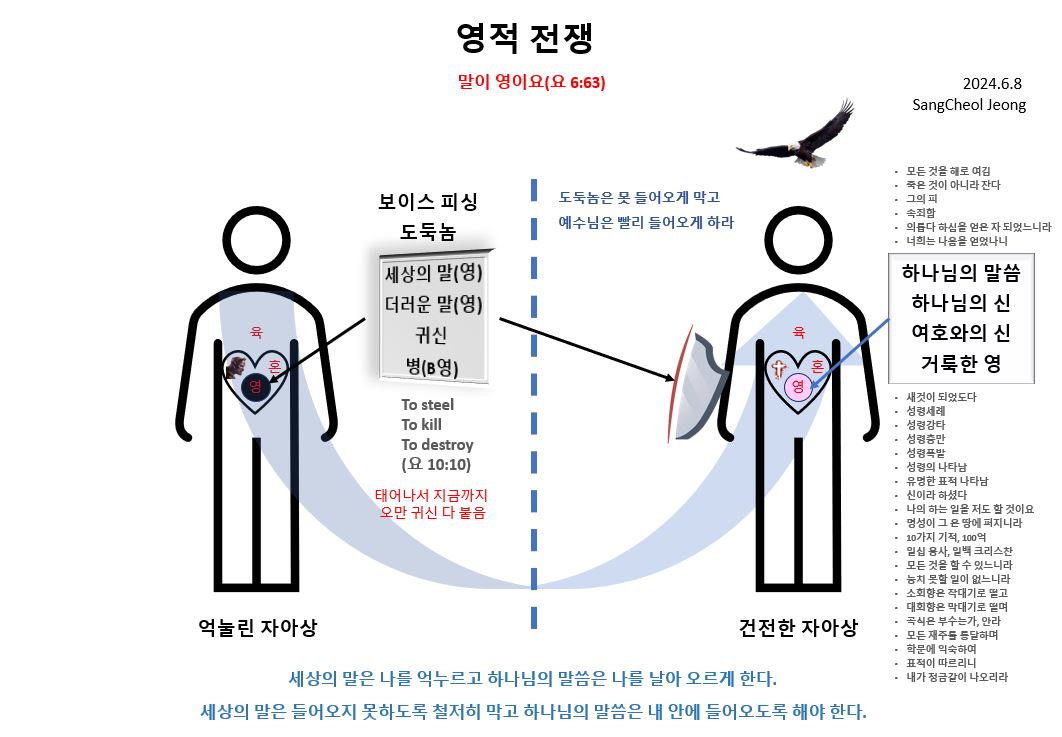 영적 전쟁
말이 영이요(요 6:63)
2024.6.8
SangCheol Jeong
보이스 피싱
도둑놈
세상의 말(영)
더러운 말(영)
귀신
병(B영)
To steel
To kill
To destroy
(요 10:10)
태어나서 지금까지
오만 귀신 다 붙음
육
혼
영
억눌린 자아상
도둑놈은 못 들어오게 막고
예수님은 빨리 들어오게 하라
육
혼
영
건전한 자아상
• 모든 것을 해로 여김
• 죽은 것이 아니라 잔다
• 그의 피
• 속죄함
• 의롭다 하심을 얻은 자 되었느니라
• 너희는 나음을 얻었나니
하나님의 말씀
하나님의 신
여호와의 신
거룩한 영
• 새것이 되었도다
• 성령세례
• 성령강타
• 성령충만
• 성령폭발
• 성령의 나타남
• 유명한 표적 나타남
• 신이라 하셨다
• 나의 하는 일을 저도 할 것이요
• 명성이 그 온 땅에 퍼지니라
• 10가지 기적, 100억
• 일십 용사, 일백 크리스찬
• 모든 것을 할 수 있느니라
• 능치 못할 일이 없느니라
• 소회향은 작대기로 떨고
• 대회향은 막대기로 떨며
• 곡식은 부수는가, 안라
• 모든 재주를 통달하며
• 학문에 익숙하여
• 표적이 따르리니
• 내가 정금같이 나오리라
세상의 말은 나를 억누르고 하나님의 말씀은 나를 날아 오르게 한다.
세상의 말은 들어오지 못하도록 철저히 막고 하나님의 말씀은 내 안에 들어오도록 해야 한다.